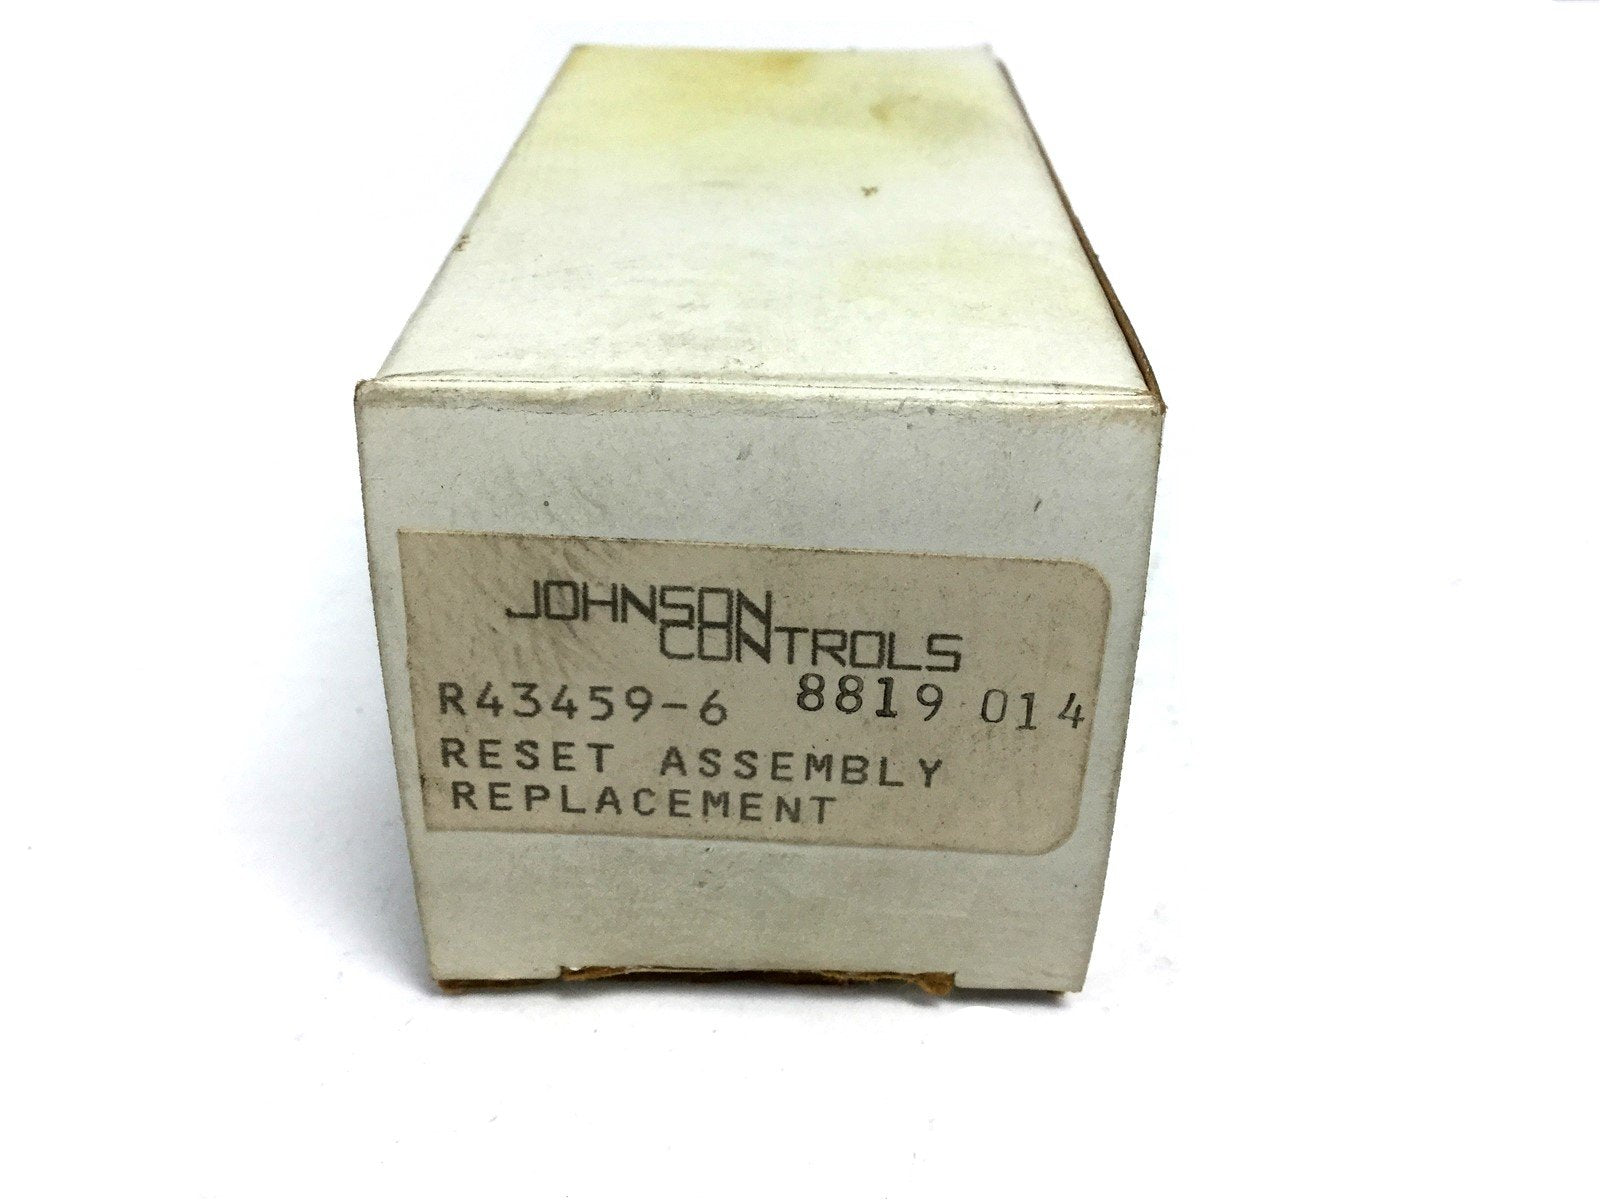 JOHNSON
CONTROLS
R43459-6 8819 014
RESET ASSEMBLY
REPLACEMENT